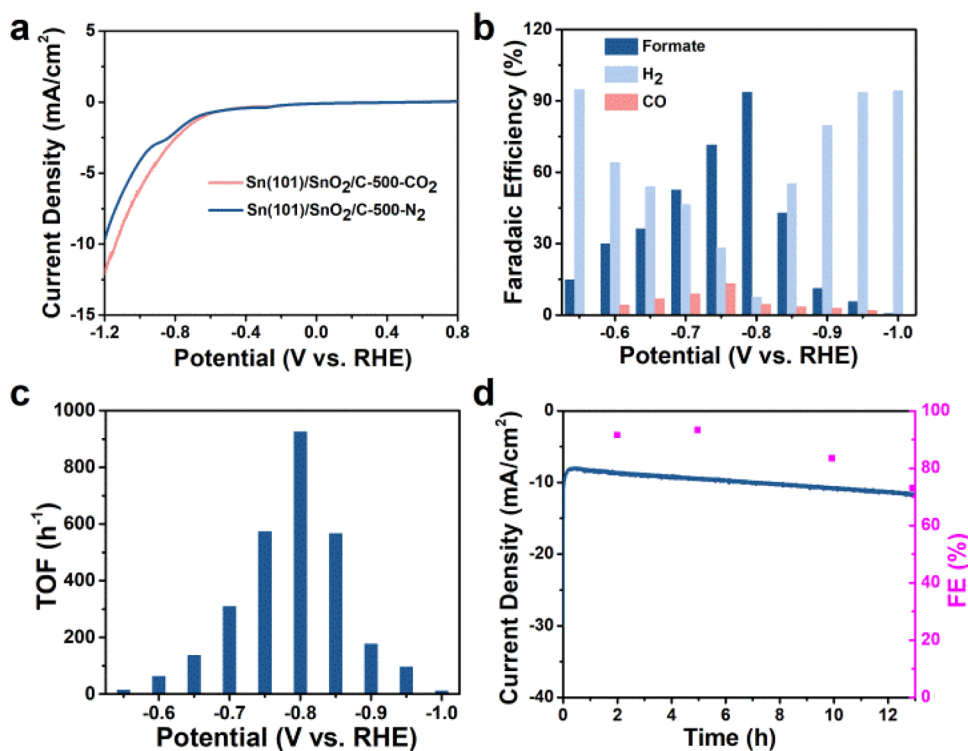 a
5
0
-5
-10
-15
Current Density (mA/cm²)
Sn(101)/SnO₂/C-500-CO₂
Sn(101)/SnO₂/C-500-N₂
-1.2 -0.8 -0.4 0.0 0.4 0.8
Potential (V vs. RHE)
b
120
90
60
30
0
Faradaic Efficiency (%)
Formate
H₂
CO
-0.6 -0.7 -0.8 -0.9 -1.0
Potential (V vs. RHE)
c
1000
800
600
400
200
0
TOF (h⁻¹)
-0.6 -0.7 -0.8 -0.9 -1.0
Potential (V vs. RHE)
d
0
-10
-20
-30
-40
Current Density (mA/cm²)
100
80
60
40
20
0
FE (%)
0 2 4 6 8 10 12
Time (h)